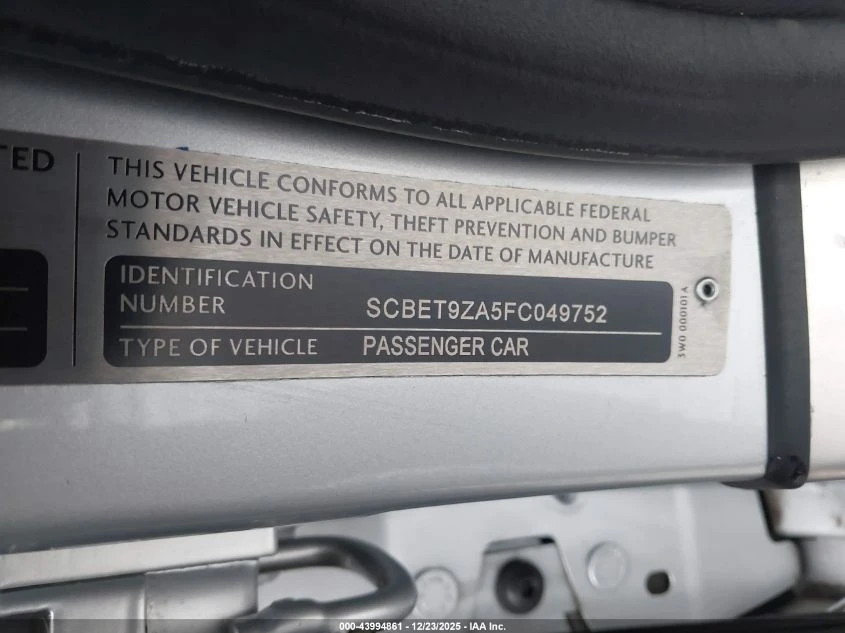 TED
THIS VEHICLE CONFORMS TO ALL APPLICABLE FEDERAL
MOTOR VEHICLE SAFETY, THEFT PREVENTION AND BUMPER
STANDARDS IN EFFECT ON THE DATE OF MANUFACTURE
IDENTIFICATION
NUMBER SCBET9ZA5FC049752
TYPE OF VEHICLE PASSENGER CAR
3W0 000101 A
000-43994861 - 12/23/2025 - IAA Inc.